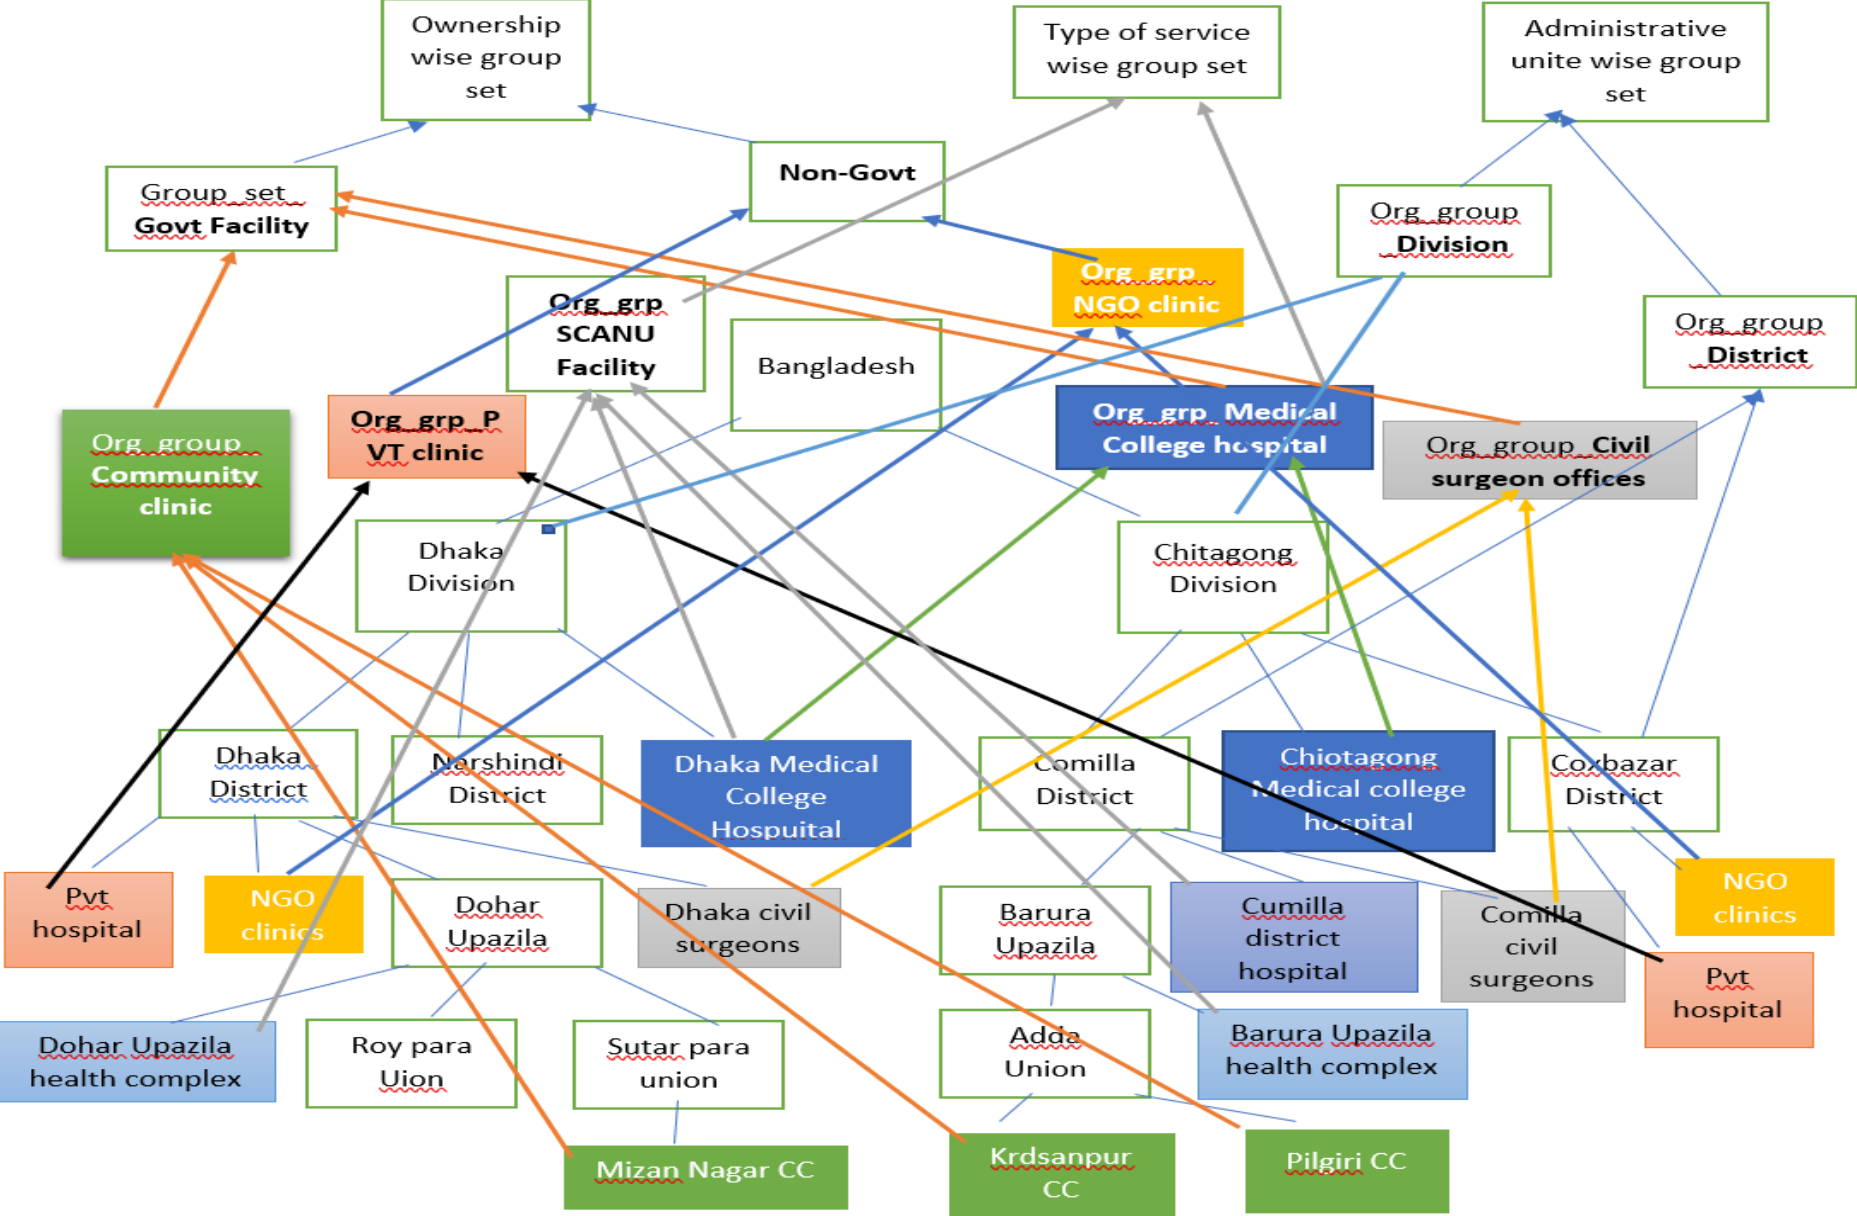 Ownership
wise group
set
Type of service
wise group set
Administrative
unite wise group
set
Group_set_
Govt Facility
Non-Govt
Org_group
_Division
Org_grp_
NGO clinic
Org_grp
SCANU
Facility
Bangladesh
Org_group
_District
Org_group_
Community
clinic
Org_grp_P
VT clinic
Org_grp_Medical
College hospital
Org_group_Civil
surgeon offices
Dhaka
Division
Chitagong
Division
Dhaka
District
Narshindi
District
Dhaka Medical
College
Hospuital
Comilla
District
Chiotagong
Medical college
hospital
Coxbazar
District
Pvt
hospital
NGO
clinics
Dohar
Upazila
Dhaka civil
surgeons
Barura
Upazila
Cumilla
district
hospital
Comilla
civil
surgeons
NGO
clinics
Pvt
hospital
Dohar Upazila
health complex
Roy para
Uion
Sutar para
union
Adda
Union
Barura Upazila
health complex
Mizan Nagar CC
Krdsanpur
CC
Pilgiri CC